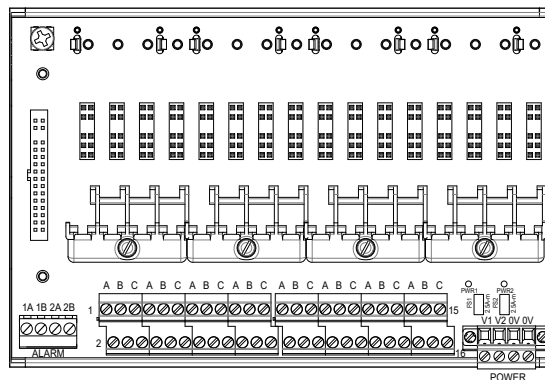 A B C A B C A B C A B C A B C A B C A B C A B C
1
15
2
16
1A 1B 2A 2B
ALARM
PWR1 PWR2
FS1 2.5A-m FS2 2.5A-m
V1 V2 0V 0V
POWER